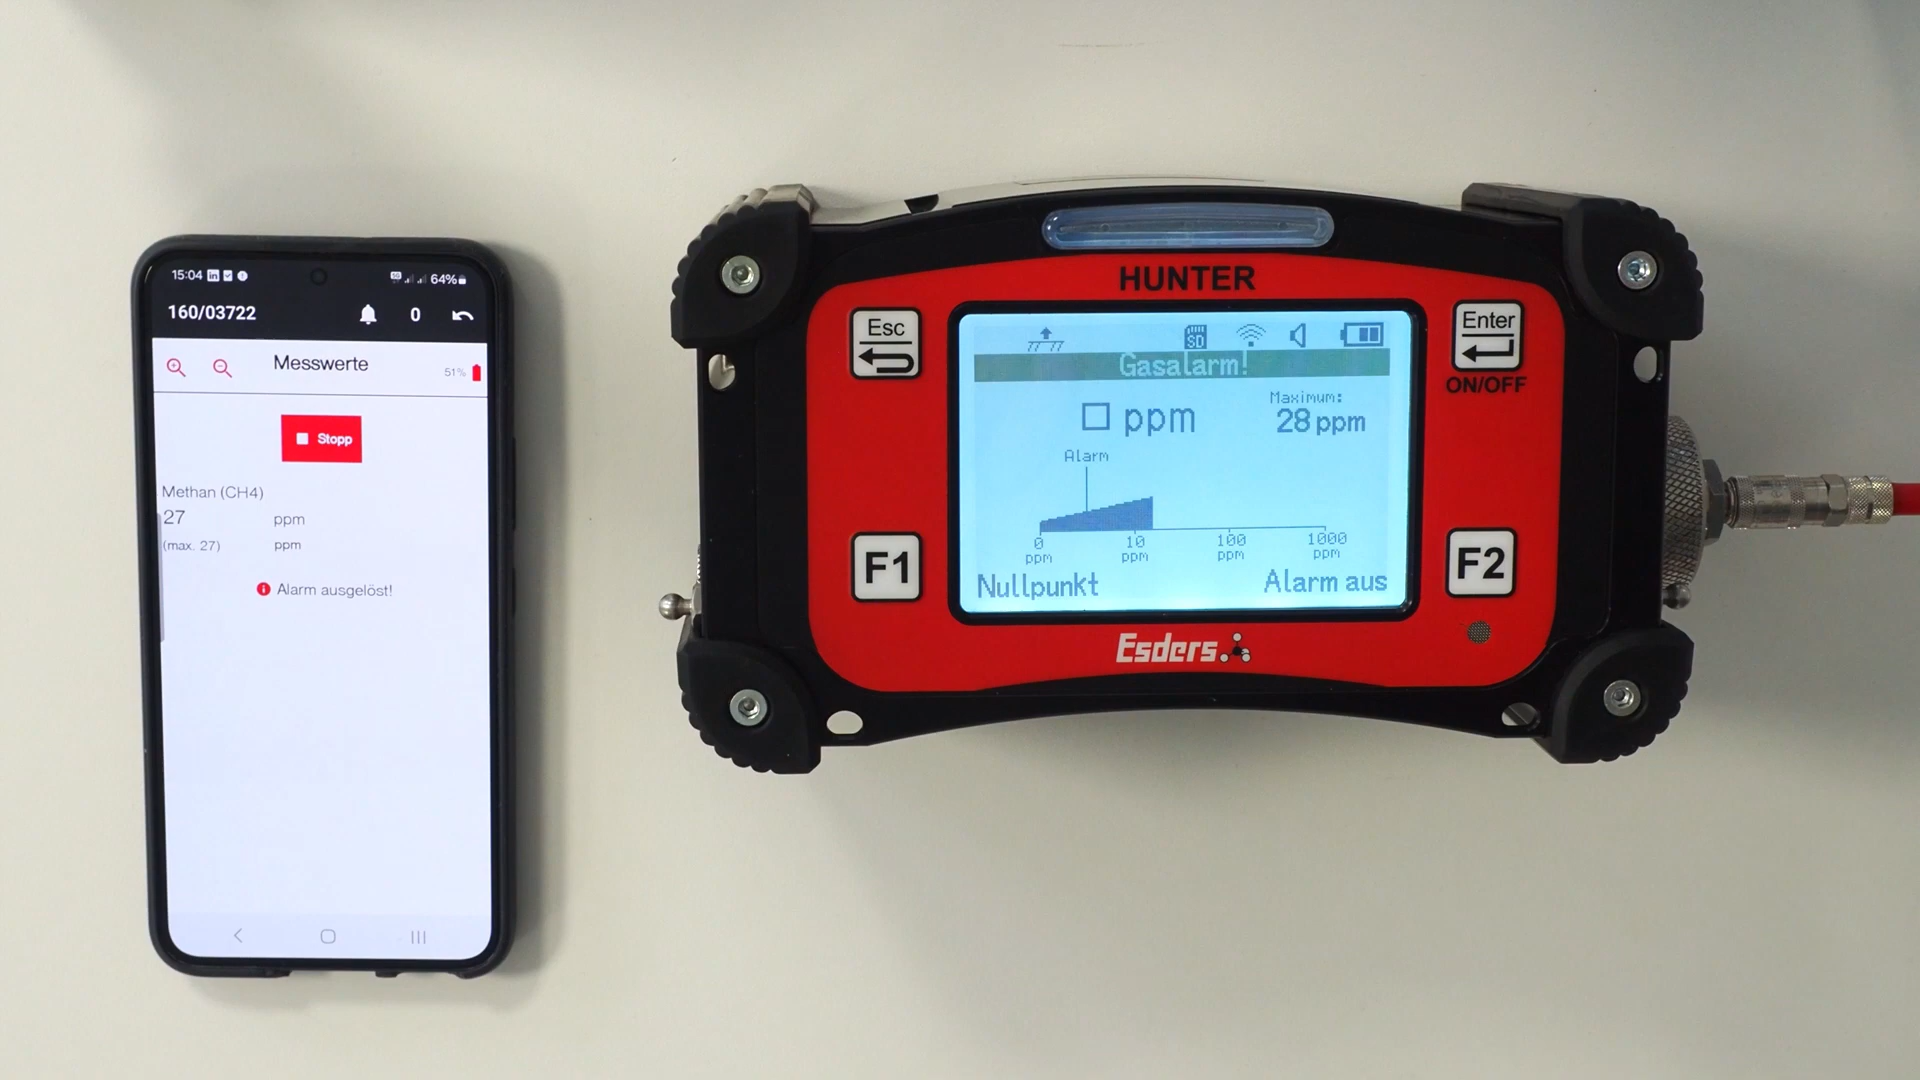 15:04
64%
160/03722
0
Messwerte
51%
Stopp
Methan (CH4)
27 ppm
(max. 27) ppm
Alarm ausgelöst!
HUNTER
Esc
Enter
ON/OFF
F1
F2
SD
Gasalarm!
ppm
Maximum:
28 ppm
Alarm
0 10 100 1000
ppm ppm ppm ppm
Nullpunkt
Alarm aus
Esders